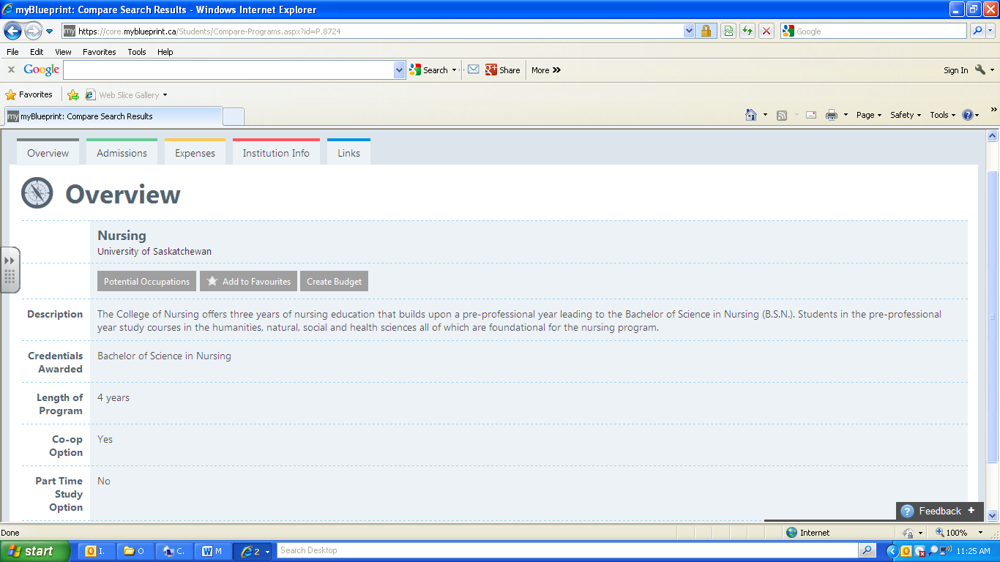 myBlueprint: Compare Search Results - Windows Internet Explorer
my https://core.myblueprint.ca/Students/Compare-Programs.aspx?id=P.8724 Google
File Edit View Favorites Tools Help
x Google Search Share More » Sign In
Favorites Web Slice Gallery
my myBlueprint: Compare Search Results Page Safety Tools »
Overview Admissions Expenses Institution Info Links
Overview
Nursing
University of Saskatchewan
Potential Occupations Add to Favourites Create Budget
Description The College of Nursing offers three years of nursing education that builds upon a pre-professional year leading to the Bachelor of Science in Nursing (B.S.N.). Students in the pre-professional
year study courses in the humanities, natural, social and health sciences all of which are foundational for the nursing program.
Credentials Bachelor of Science in Nursing
Awarded
Length of 4 years
Program
Co-op Yes
Option
Part Time No
Study
Option
? Feedback +
Done Internet 100%
start I. O C. M 2 Search Desktop 11:25 AM